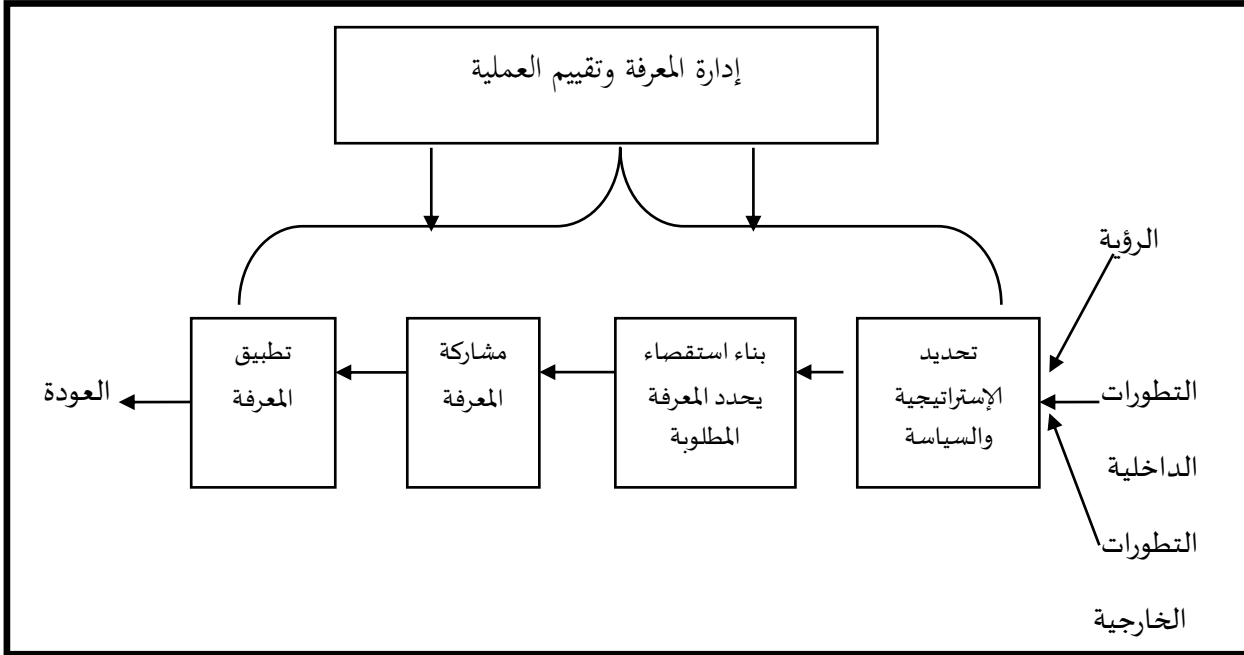 إدارة المعرفة وتقييم العملية
الرؤية
التطورات
الداخلية
التطورات
الخارجية
تحديد
الإستراتيجية
والسياسة
بناء استقصاء
يحدد المعرفة
المطلوبة
مشاركة
المعرفة
تطبيق
المعرفة
العودة